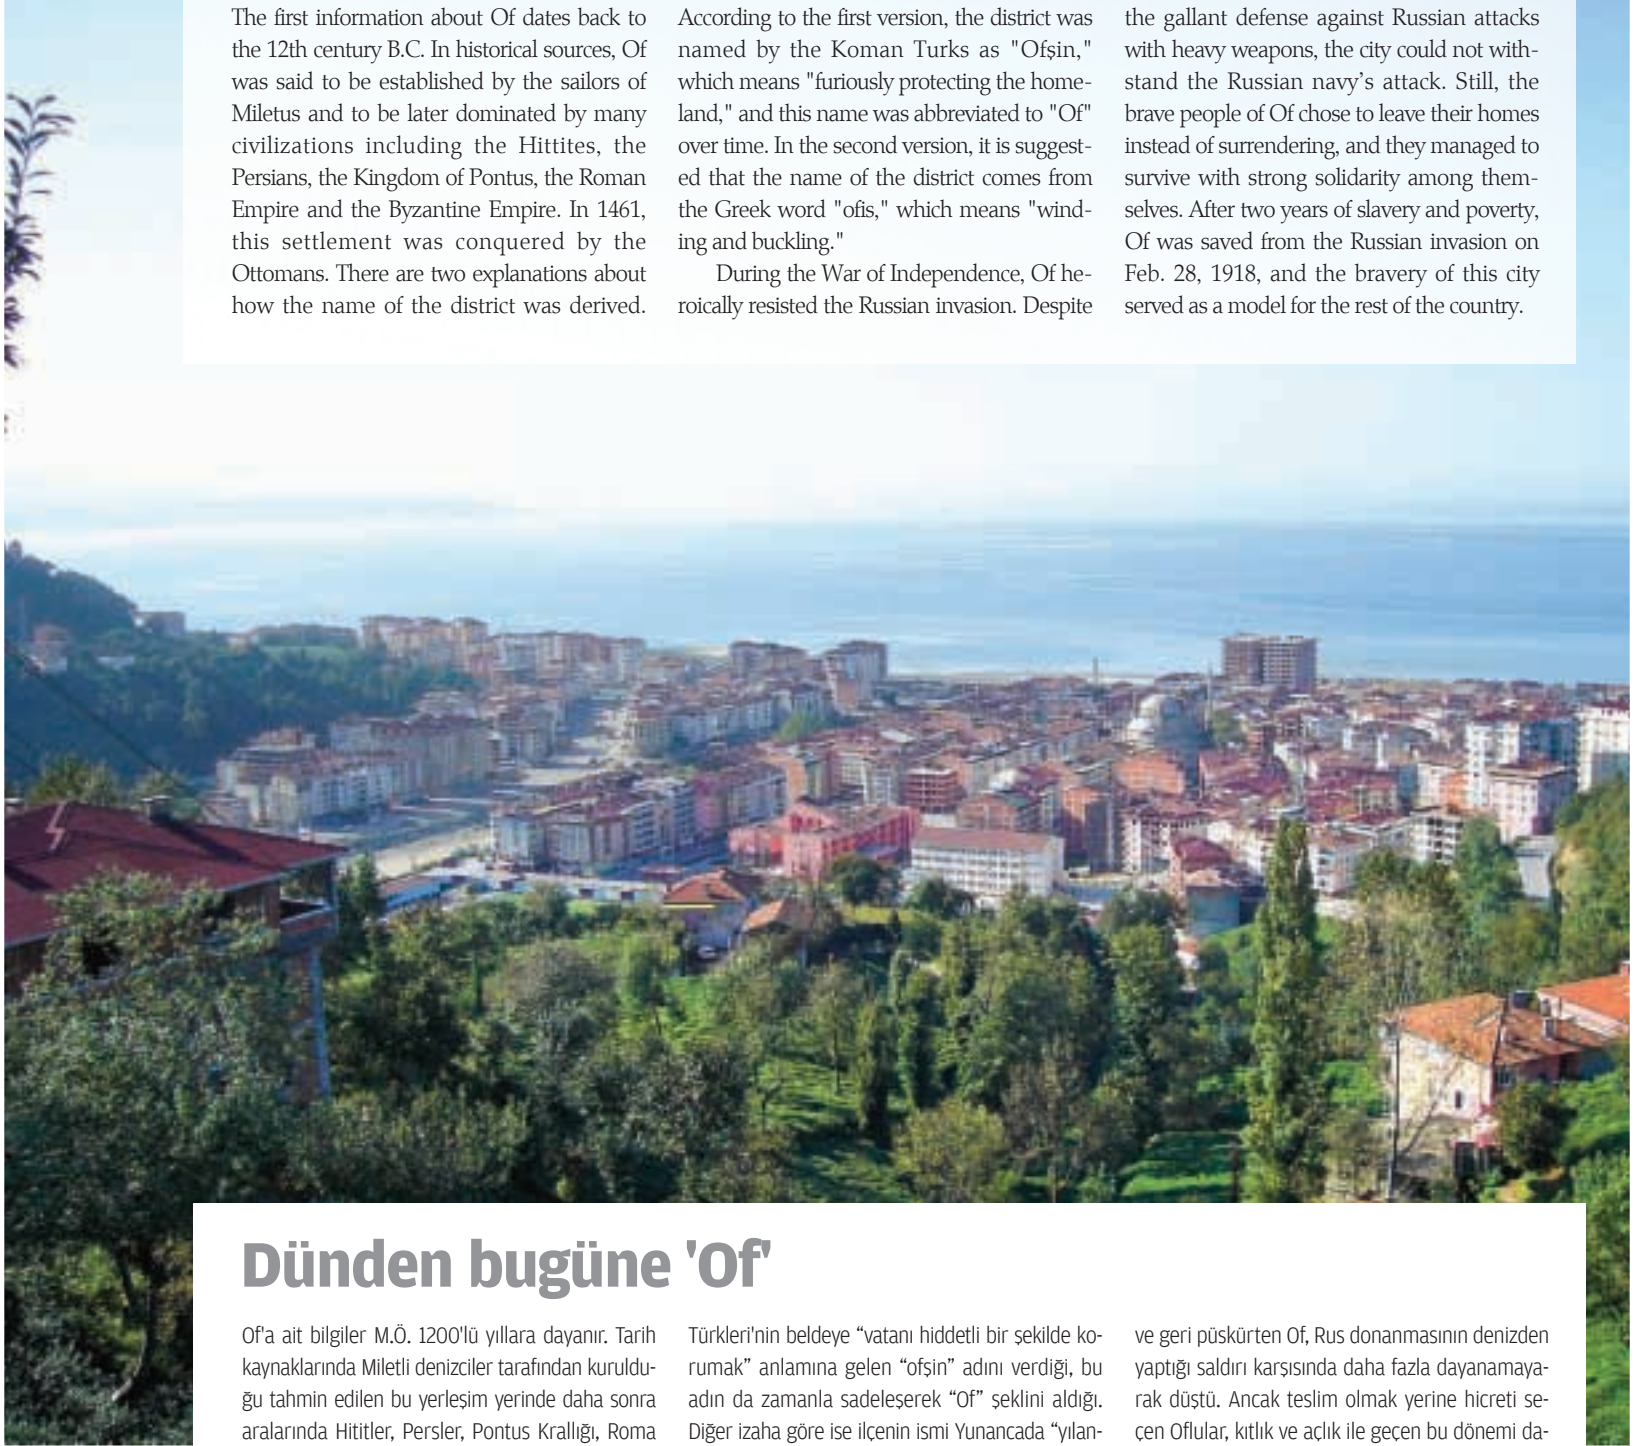 The first information about Of dates back to
the 12th century B.C. In historical sources, Of
was said to be established by the sailors of
Miletus and to be later dominated by many
civilizations including the Hittites, the
Persians, the Kingdom of Pontus, the Roman
Empire and the Byzantine Empire. In 1461,
this settlement was conquered by the
Ottomans. There are two explanations about
how the name of the district was derived.
According to the first version, the district was
named by the Koman Turks as "Ofşin,"
which means "furiously protecting the home-
land," and this name was abbreviated to "Of"
over time. In the second version, it is suggest-
ed that the name of the district comes from
the Greek word "ofis," which means "wind-
ing and buckling."
During the War of Independence, Of he-
roically resisted the Russian invasion. Despite
the gallant defense against Russian attacks
with heavy weapons, the city could not with-
stand the Russian navy's attack. Still, the
brave people of Of chose to leave their homes
instead of surrendering, and they managed to
survive with strong solidarity among them-
selves. After two years of slavery and poverty,
Of was saved from the Russian invasion on
Feb. 28, 1918, and the bravery of this city
served as a model for the rest of the country.
Dünden bugüne 'Of'
Of'a ait bilgiler M.Ö. 1200'lü yıllara dayanır. Tarih
kaynaklarında Miletli denizciler tarafından kuruldu-
ğu tahmin edilen bu yerleşim yerinde daha sonra
aralarında Hititler, Persler, Pontus Krallığı, Roma
Türkleri'nin beldeye “vatanı hiddetli bir şekilde ko-
rumak” anlamına gelen “ofşin” adını verdiği, bu
adın da zamanla sadeleşerek “Of” şeklini aldığı.
Diğer izaha göre ise ilçenin ismi Yunancada “yılan-
ve geri püskürten Of, Rus donanmasının denizden
yaptığı saldırı karşısında daha fazla dayanamaya-
rak düştü. Ancak teslim olmak yerine hicreti se-
çen Oflular, kıtlık ve açlık ile geçen bu dönemi da-